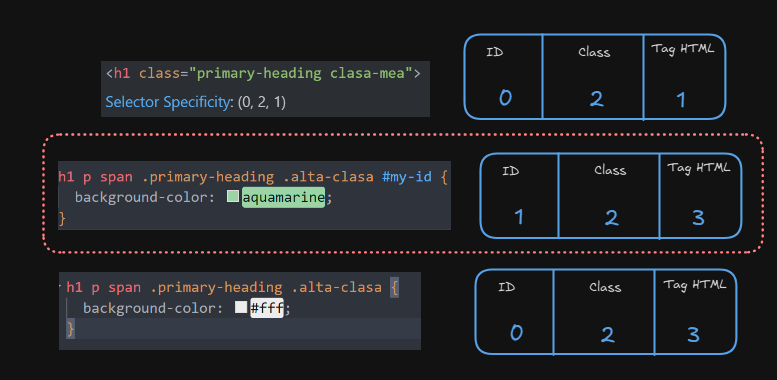 <h1 class="primary-heading clasa-mea">
Selector Specificity: (0, 2, 1)
ID Class Tag HTML
0 2 1
h1 p span .primary-heading .alta-clasa #my-id {
background-color: aquamarine;
}
ID Class Tag HTML
1 2 3
h1 p span .primary-heading .alta-clasa {
background-color: #fff;
}
ID Class Tag HTML
0 2 3